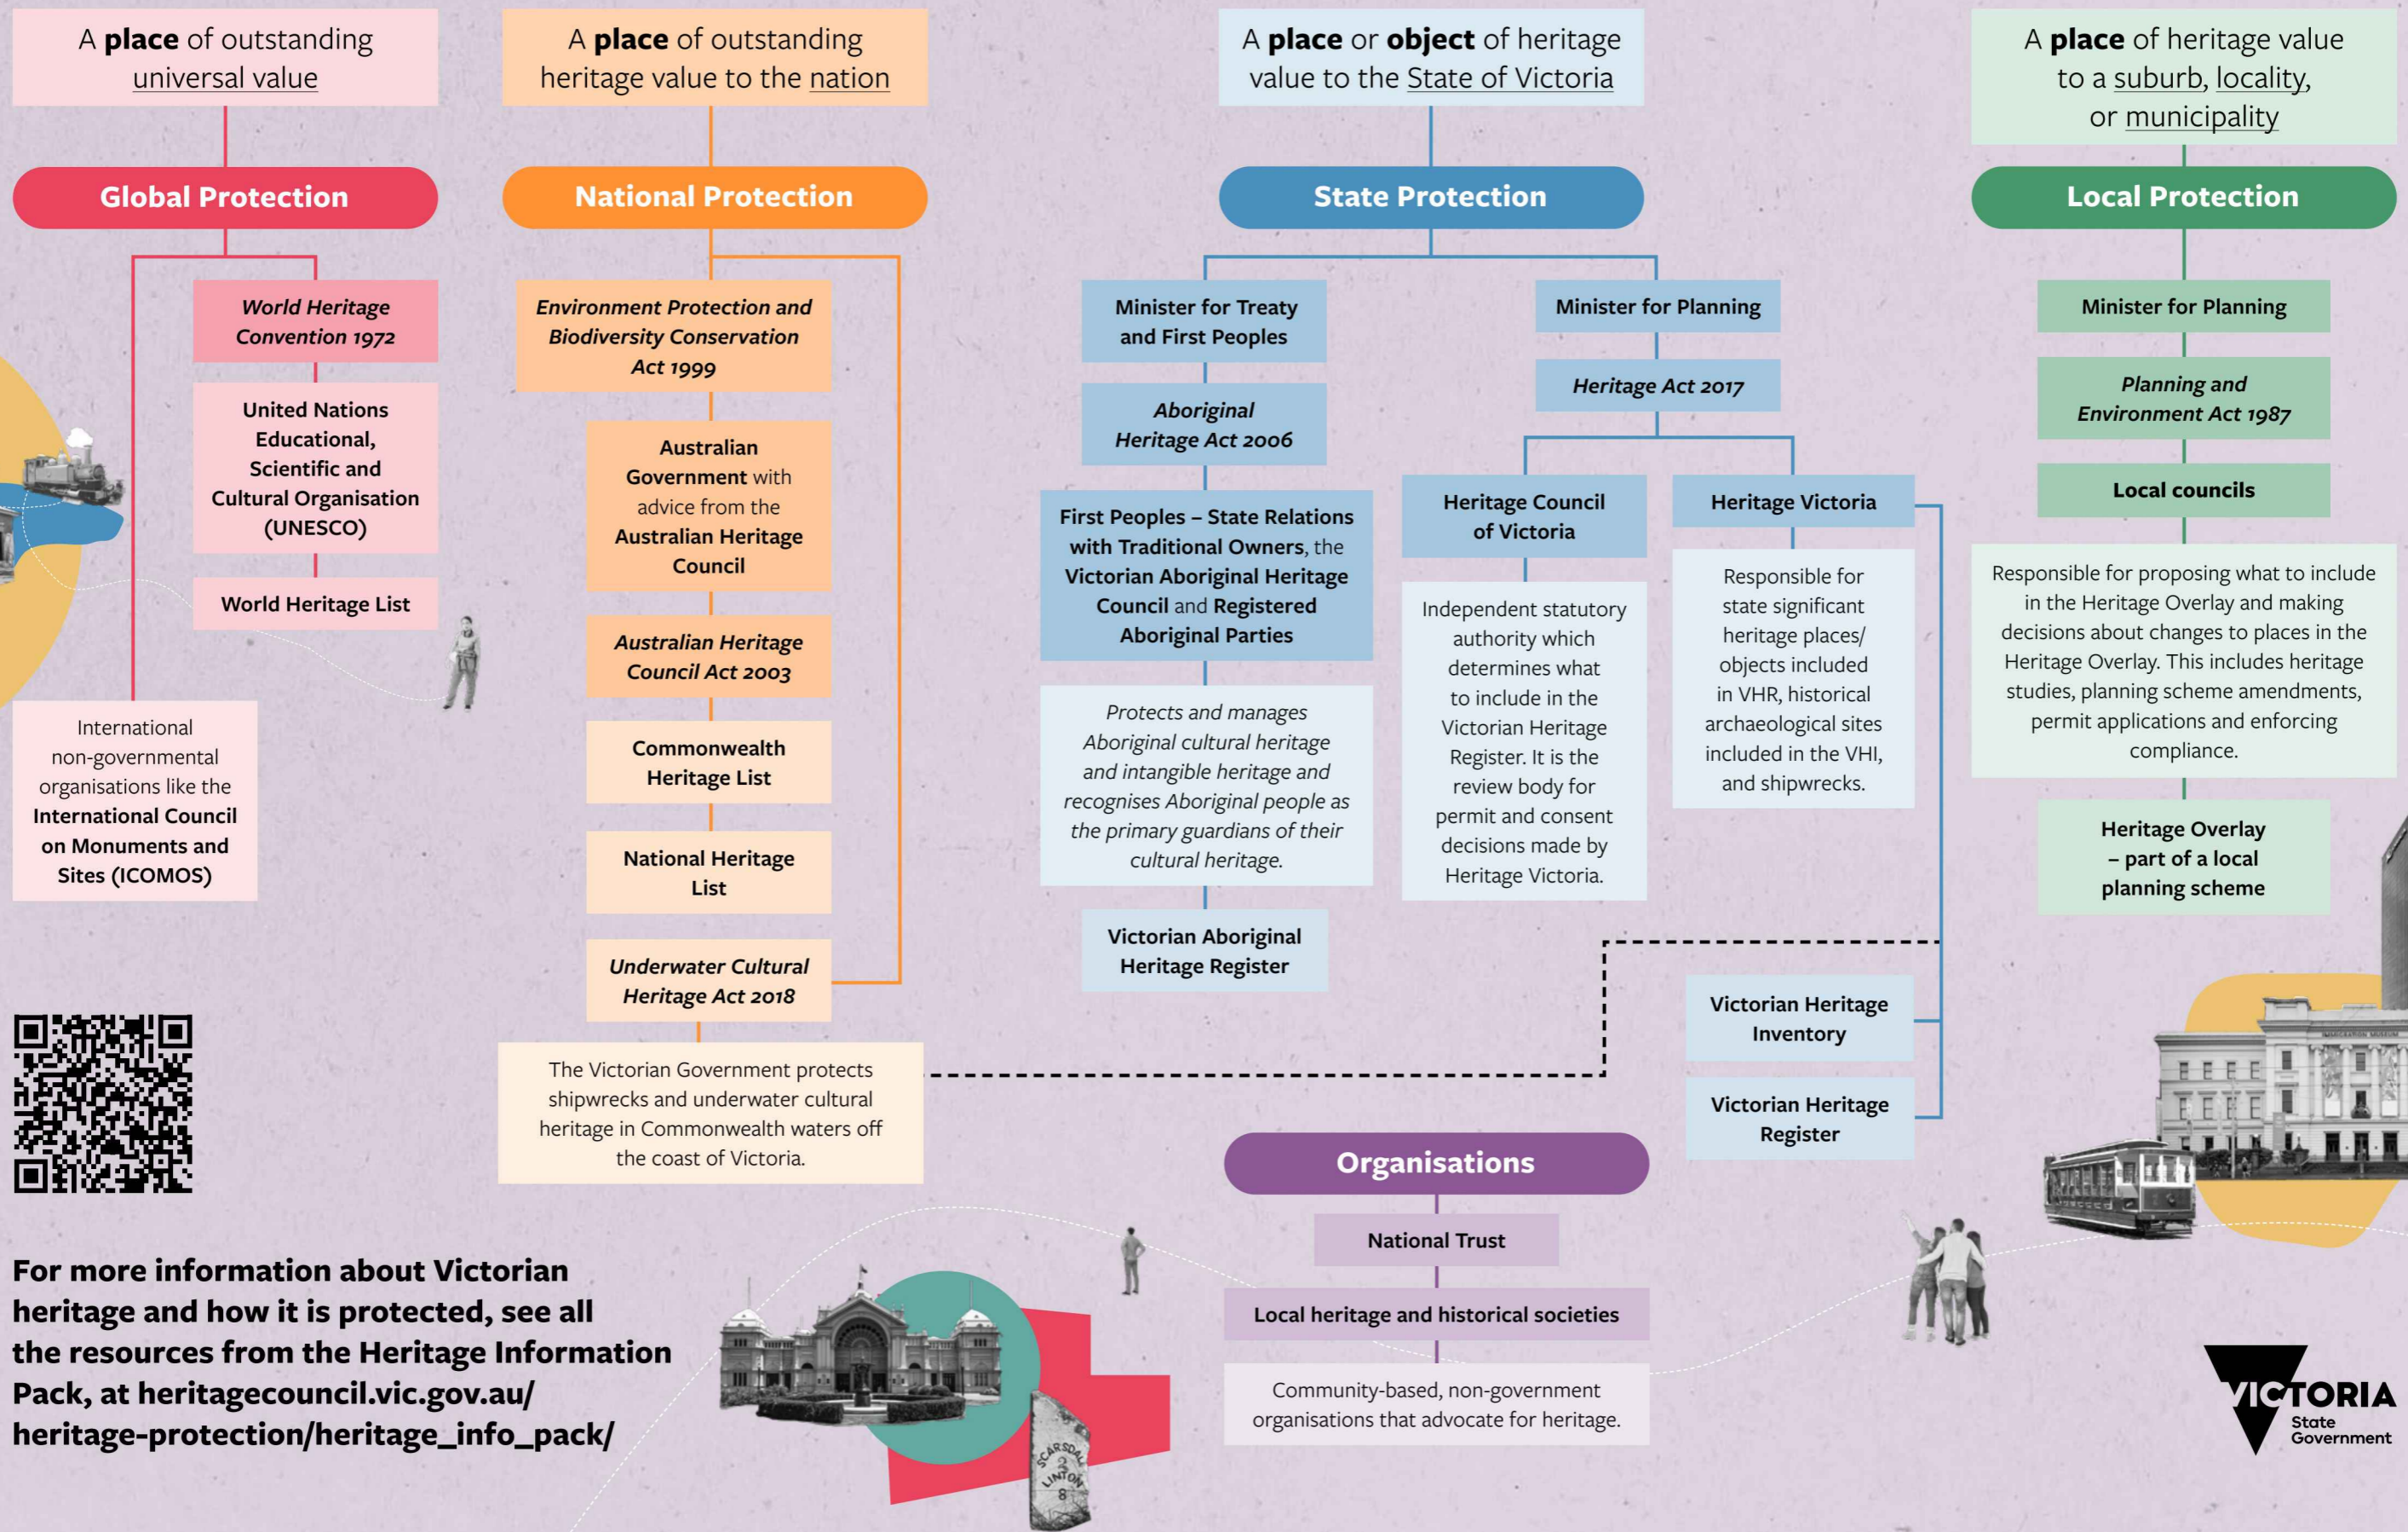 A place of outstanding
universal value
Global Protection
World Heritage
Convention 1972
United Nations
Educational,
Scientific and
Cultural Organisation
(UNESCO)
World Heritage List
International
non-governmental
organisations like the
International Council
on Monuments and
Sites (ICOMOS)
A place of outstanding
heritage value to the nation
National Protection
Environment Protection and
Biodiversity Conservation
Act 1999
Australian
Government with
advice from the
Australian Heritage
Council
Australian Heritage
Council Act 2003
Commonwealth
Heritage List
National Heritage
List
Underwater Cultural
Heritage Act 2018
The Victorian Government protects
shipwrecks and underwater cultural
heritage in Commonwealth waters off
the coast of Victoria.
A place or object of heritage
value to the State of Victoria
State Protection
Minister for Treaty
and First Peoples
Aboriginal
Heritage Act 2006
First Peoples – State Relations
with Traditional Owners, the
Victorian Aboriginal Heritage
Council and Registered
Aboriginal Parties
Protects and manages
Aboriginal cultural heritage
and intangible heritage and
recognises Aboriginal people as
the primary guardians of their
cultural heritage.
Victorian Aboriginal
Heritage Register
Minister for Planning
Heritage Act 2017
Heritage Council
of Victoria
Independent statutory
authority which
determines what
to include in the
Victorian Heritage
Register. It is the
review body for
permit and consent
decisions made by
Heritage Victoria.
Heritage Victoria
Responsible for
state significant
heritage places/
objects included
in VHR, historical
archaeological sites
included in the VHI,
and shipwrecks.
Victorian Heritage
Inventory
Victorian Heritage
Register
A place of heritage value
to a suburb, locality,
or municipality
Local Protection
Minister for Planning
Planning and
Environment Act 1987
Local councils
Responsible for proposing what to include
in the Heritage Overlay and making
decisions about changes to places in the
Heritage Overlay. This includes heritage
studies, planning scheme amendments,
permit applications and enforcing
compliance.
Heritage Overlay
– part of a local
planning scheme
IMMIGRATION MUSEUM
Organisations
National Trust
Local heritage and historical societies
Community-based, non-government
organisations that advocate for heritage.
For more information about Victorian
heritage and how it is protected, see all
the resources from the Heritage Information
Pack, at heritagecouncil.vic.gov.au/
heritage-protection/heritage_info_pack/
SCARSDALE
2
LINTON
8
VICTORIA
State
Government